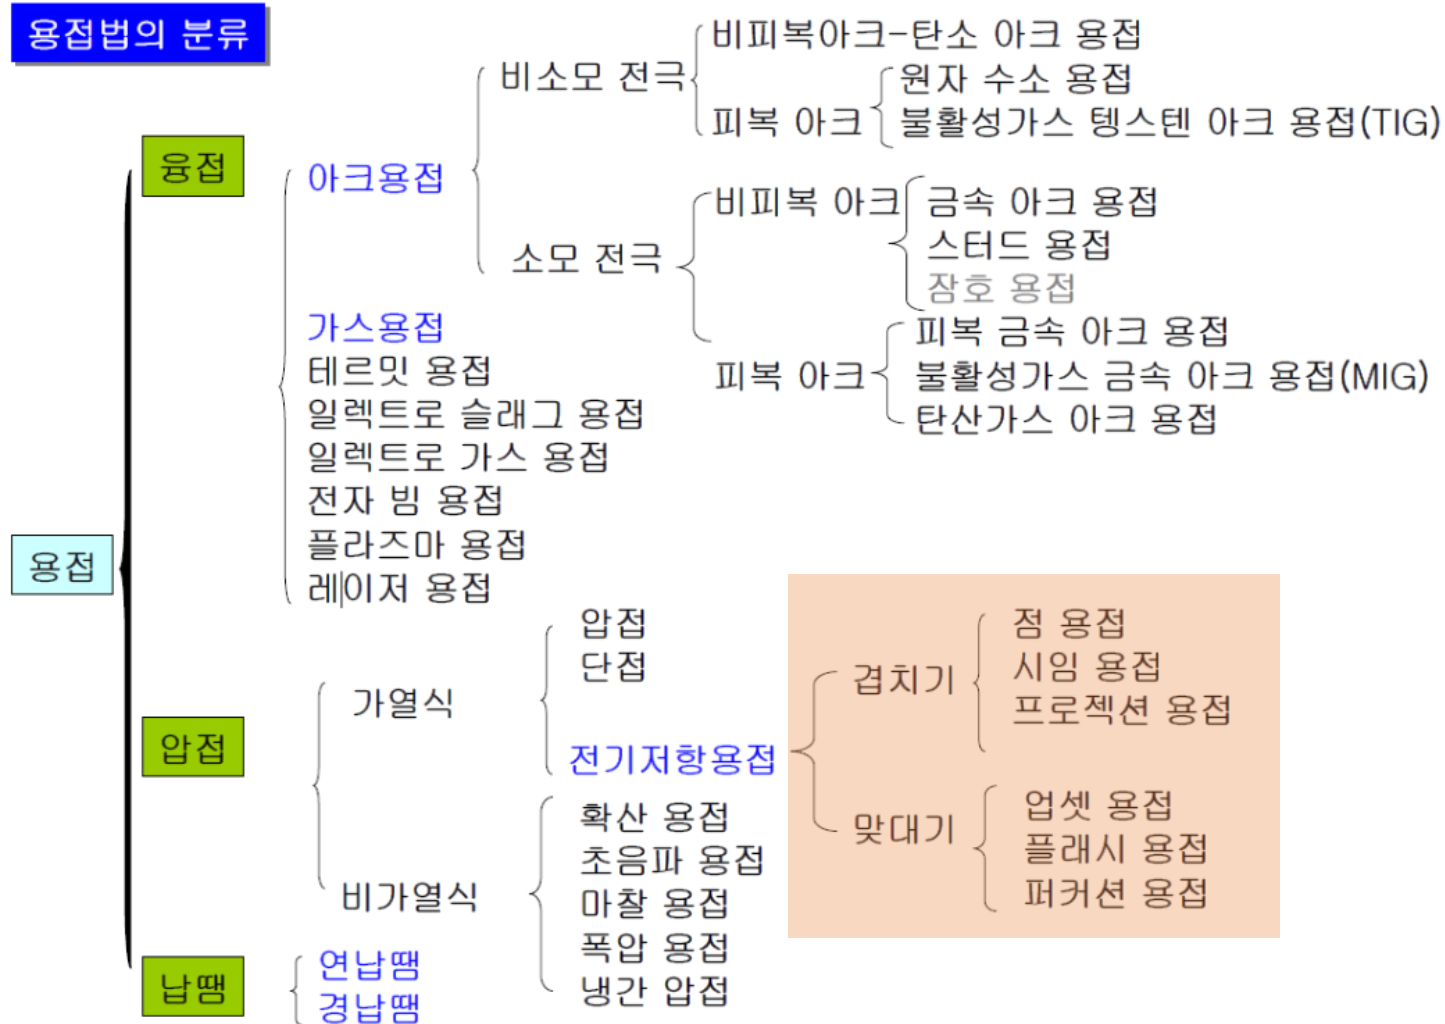 용접법의 분류
비피복아크-탄소 아크 용접
비소모 전극
원자 수소 용접
피복 아크
불활성가스 텡스텐 아크 용접(TIG)
융접
아크용접
비피복 아크
금속 아크 용접
스터드 용접
소모 전극
잠호 용접
가스용접
피복 금속 아크 용접
테르밋 용접
피복 아크
불활성가스 금속 아크 용접(MIG)
일렉트로 슬래그 용접
탄산가스 아크 용접
일렉트로 가스 용접
전자 빔 용접
플라즈마 용접
용접
레이저 용접
압접
단접
가열식
겹치기
점 용접
시임 용접
프로젝션 용접
압접
전기저항용접
맞대기
업셋 용접
플래시 용접
퍼커션 용접
확산 용접
초음파 용접
비가열식
마찰 용접
폭압 용접
냉간 압접
납땜
연납땜
경납땜